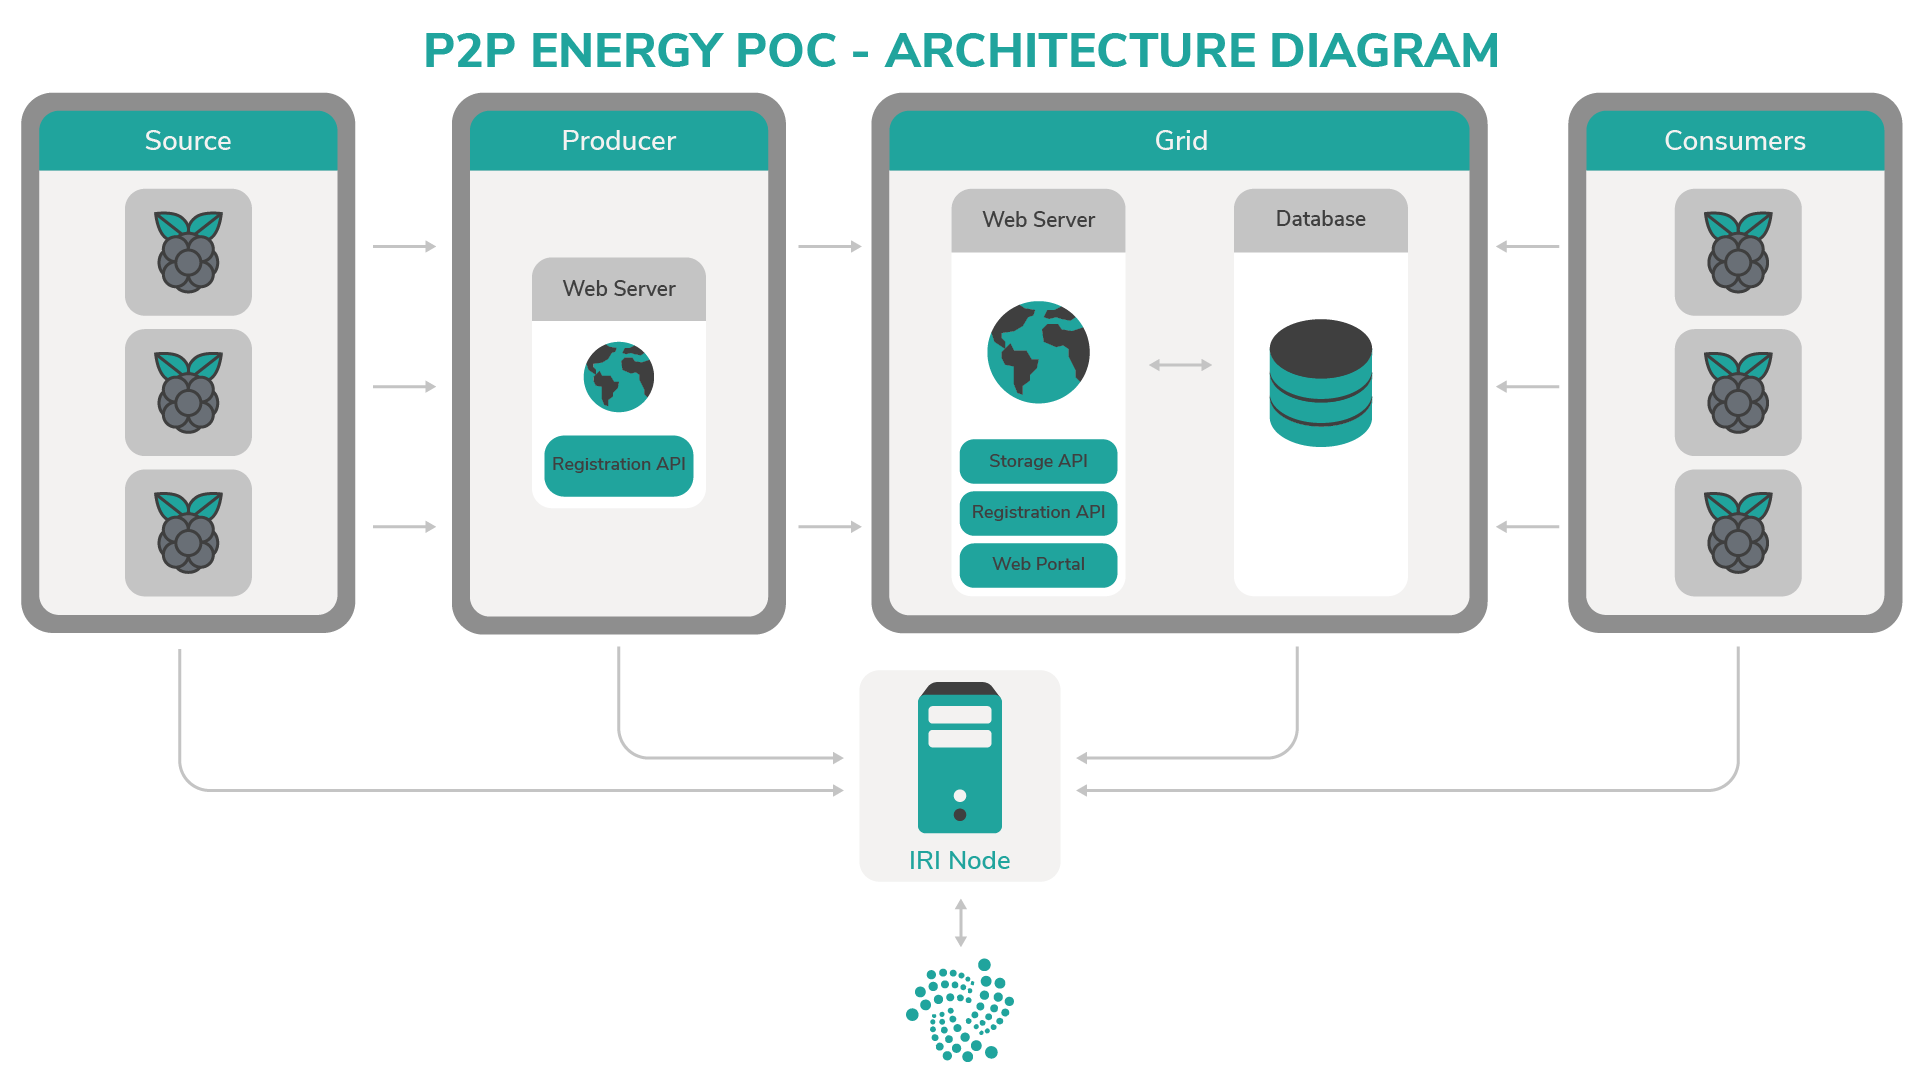 P2P ENERGY POC - ARCHITECTURE DIAGRAM
Source
Producer
Grid
Consumers
Web Server
Registration API
Web Server
Storage API
Registration API
Web Portal
Database
IRI Node